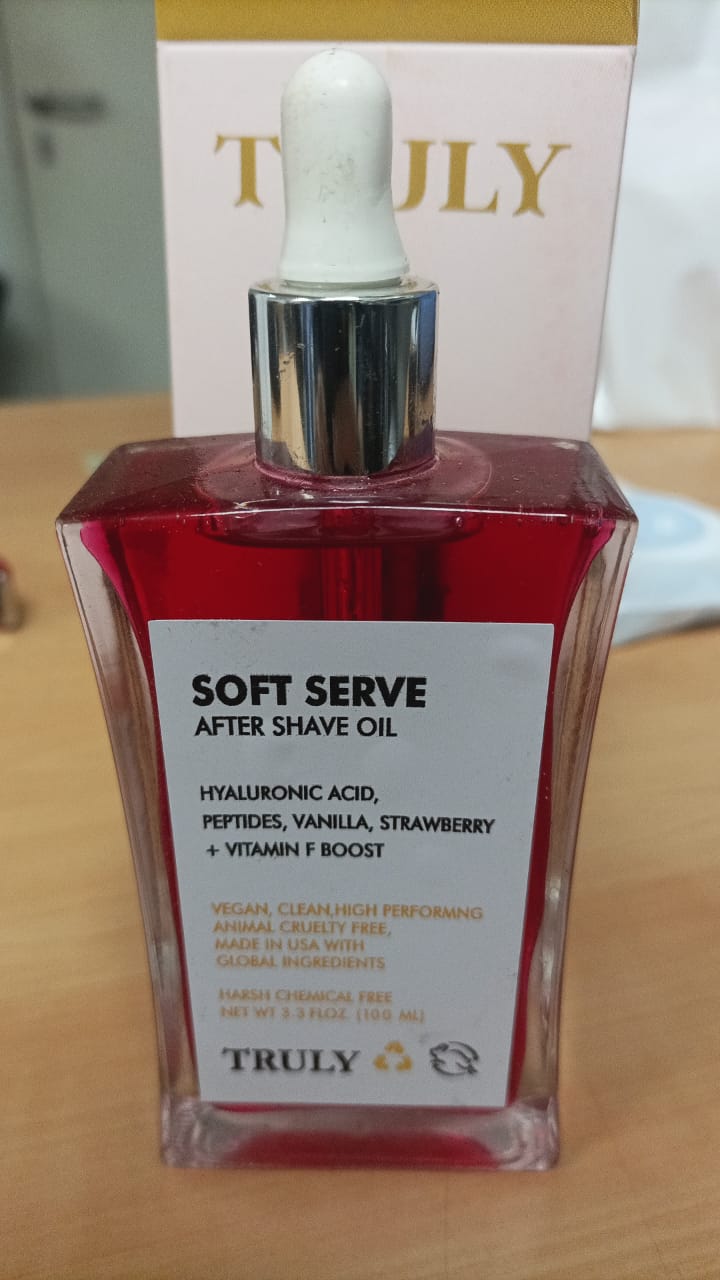 TRULY
SOFT SERVE
AFTER SHAVE OIL
HYALURONIC ACID,
PEPTIDES, VANILLA, STRAWBERRY
+ VITAMIN F BOOST
VEGAN, CLEAN,HIGH PERFORMNG
ANIMAL CRUELTY FREE,
MADE IN USA WITH
GLOBAL INGREDIENTS
HARSH CHEMICAL FREE
NET WT 3.3 FLOZ. (100 ML)
TRULY